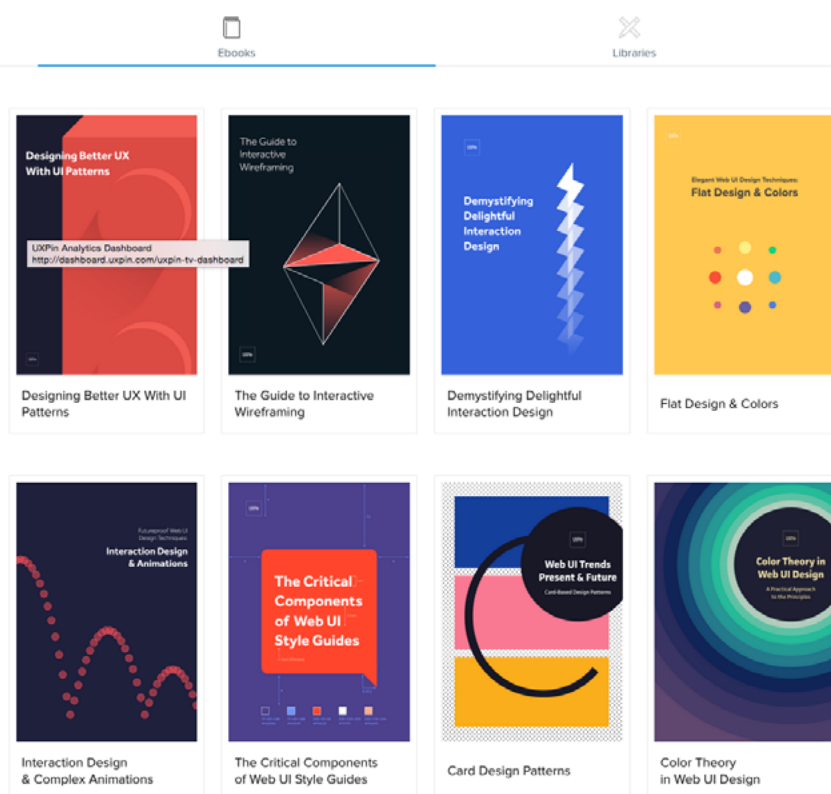 Ebooks
Libraries
Designing Better UX
With UI Patterns
UXPin Analytics Dashboard
http://dashboard.uxpin.com/uxpin-tv-dashboard
Designing Better UX With UI
Patterns
The Guide to
Interactive
Wireframing
The Guide to Interactive
Wireframing
Demystifying
Delightful
Interaction
Design
Demystifying Delightful
Interaction Design
Elegant Web UI Design Techniques:
Flat Design & Colors
Flat Design & Colors
Futureproof Web UI
Design Techniques:
Interaction Design
& Animations
Interaction Design
& Complex Animations
The Critical
Components
of Web UI
Style Guides
The Critical Components
of Web UI Style Guides
Web UI Trends
Present & Future
Card-Based Design Patterns
Card Design Patterns
Color Theory in
Web UI Design
A Practical Approach
to the Principles
Color Theory
in Web UI Design